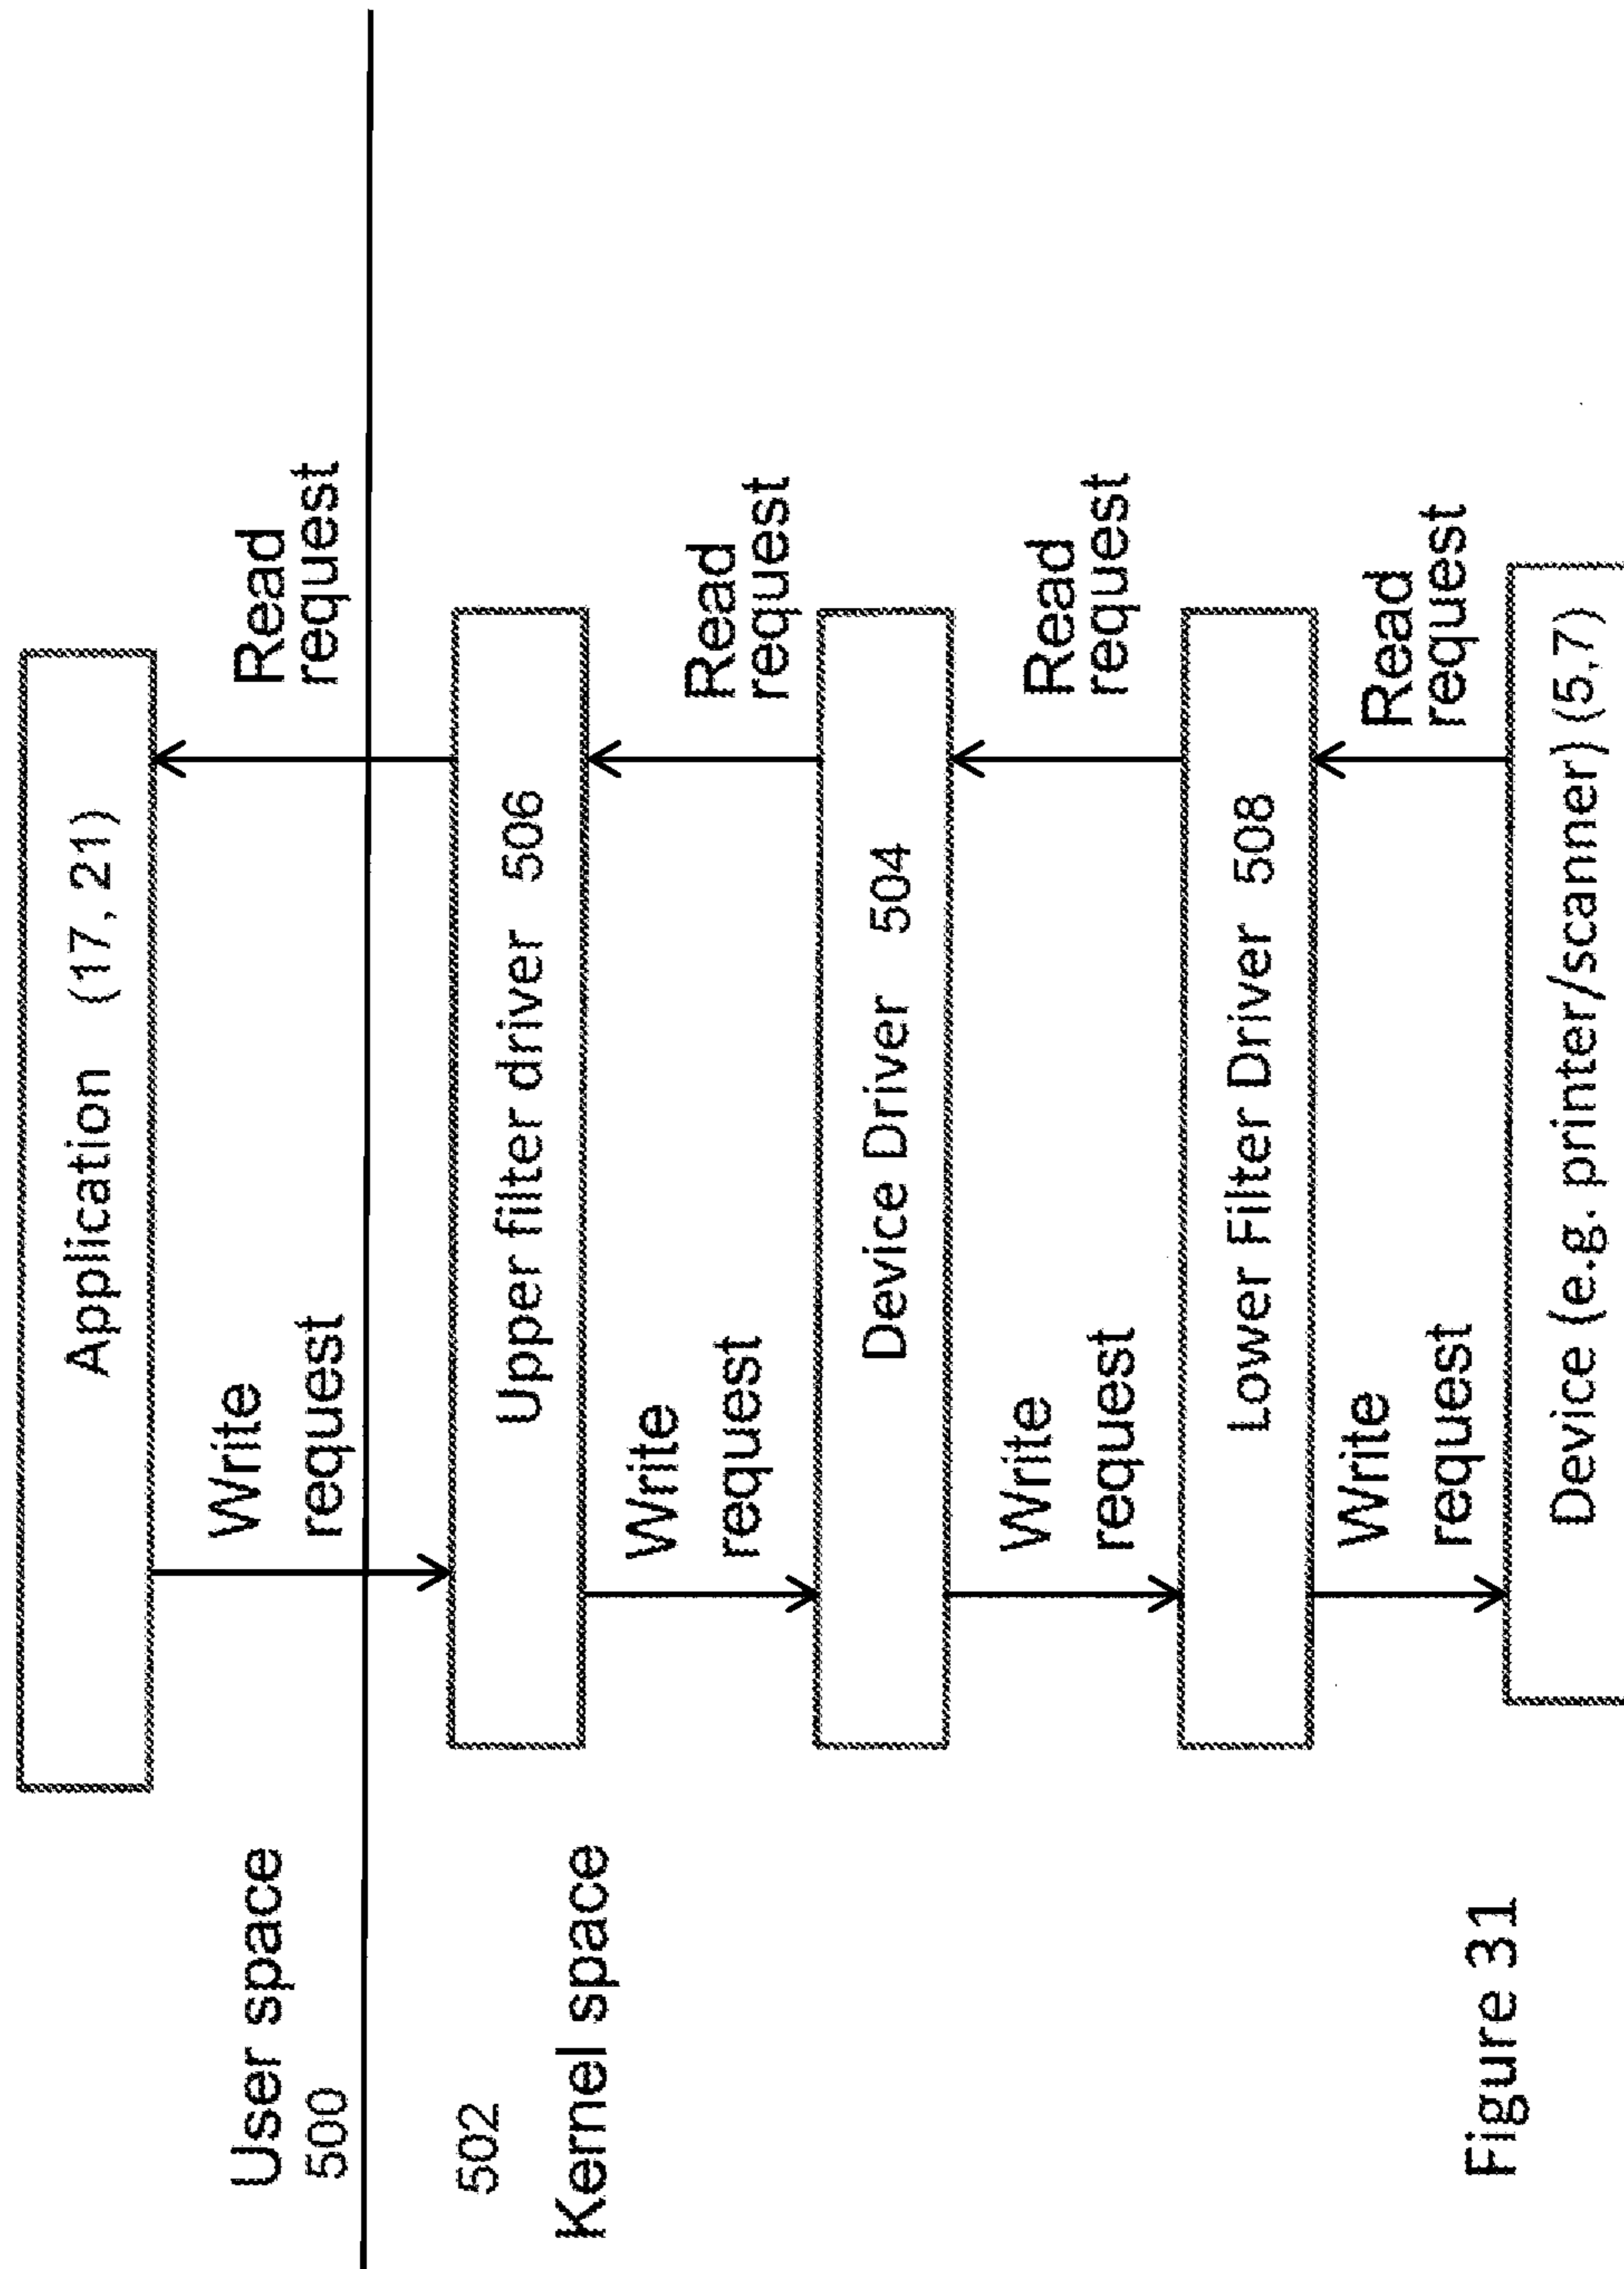 Application (17, 21)
Write
request
Read
request
User space
500
502
Kernel space
Upper filter driver 506
Write
request
Read
request
Device Driver 504
Write
request
Read
request
Lower Filter Driver 508
Write
request
Read
request
Device (e.g. printer/scanner) (5,7)
Figure 31